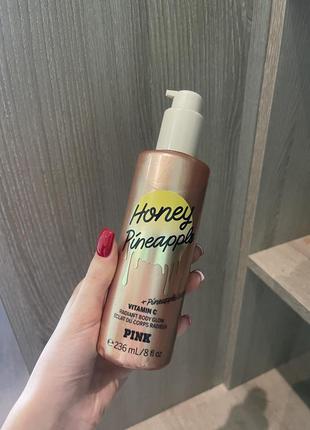 Honey
Pineapple
+ Pineapple
VITAMIN C
RADIANT BODY GLOW
ÉCLAT DU CORPS RADIEUX
PINK
℮ 236 mL/8 fl oz